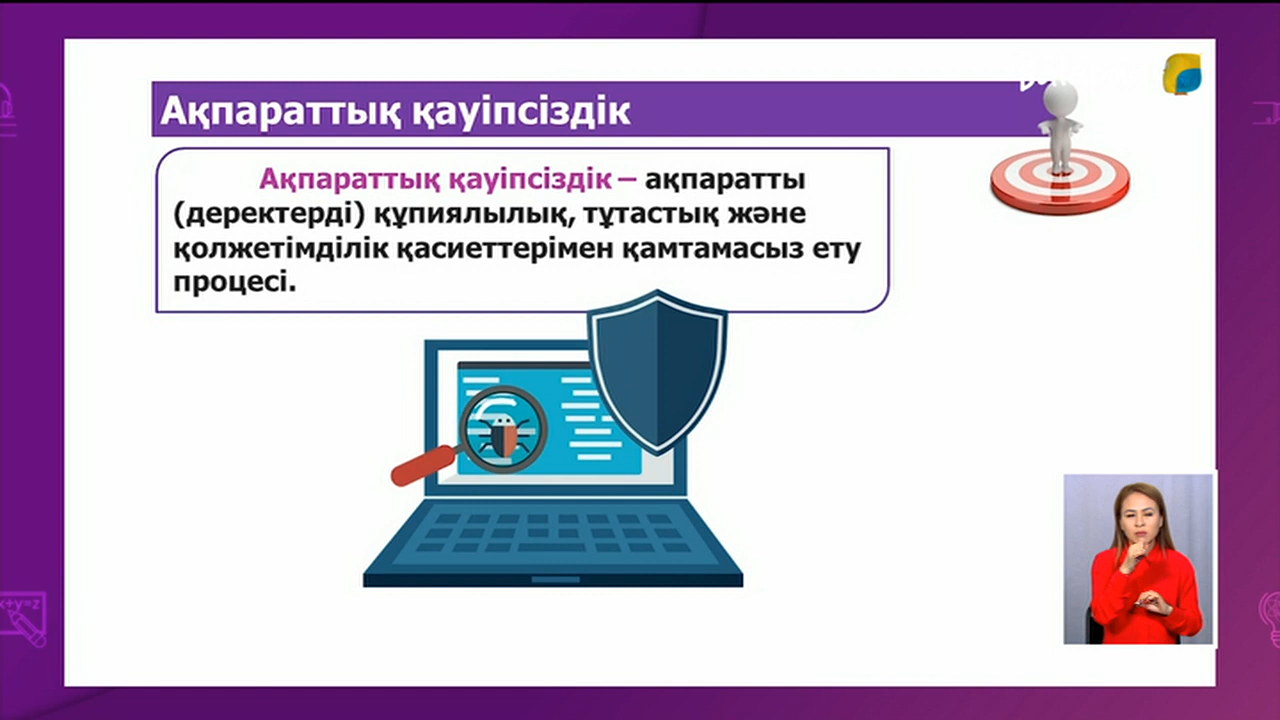 Ақпараттық қауіпсіздік
Ақпараттық қауіпсіздік – ақпаратты
(деректерді) құпиялылық, тұтастық және
қолжетімділік қасиеттерімен қамтамасыз ету
процесі.
x+y=z